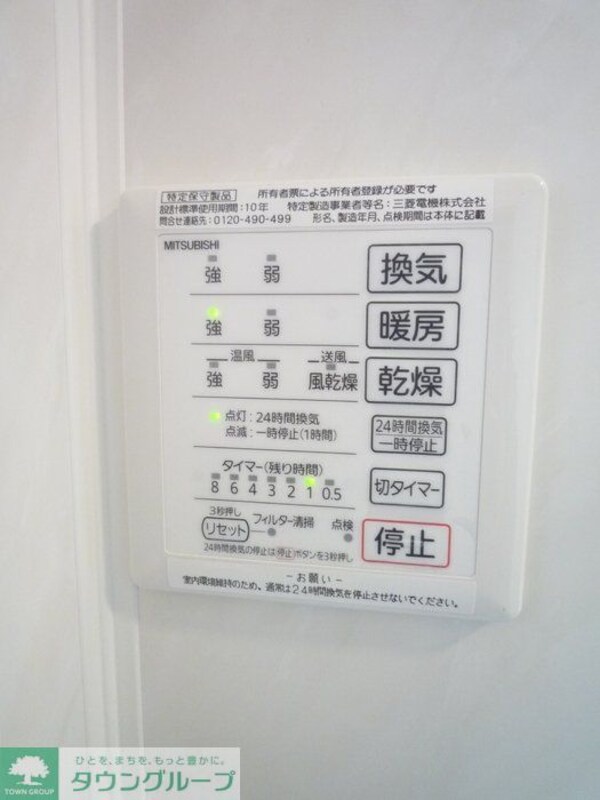 特定保守製品 所有者票による所有者登録が必要です
設計標準使用期間:10年 特定製造事業者等名:三菱電機株式会社
問合せ連絡先:0120-490-499 形名、製造年月、点検期間は本体に記載
MITSUBISHI
強 弱 換気
強 弱 暖房
温風 送風
強 弱 風乾燥 乾燥
点灯:24時間換気
点滅:一時停止(1時間)
24時間換気
一時停止
タイマー(残り時間)
8 6 4 3 2 1 0.5
切タイマー
3秒押し
リセット フィルター清掃 点検
停止
24時間換気の停止は停止ボタンを3秒押し
-お願い-
室内環境維持のため、通常は24時間換気を停止させないでください。
TOWN GROUP
ひとを、まちを、もっと豊かに。
タウングループ